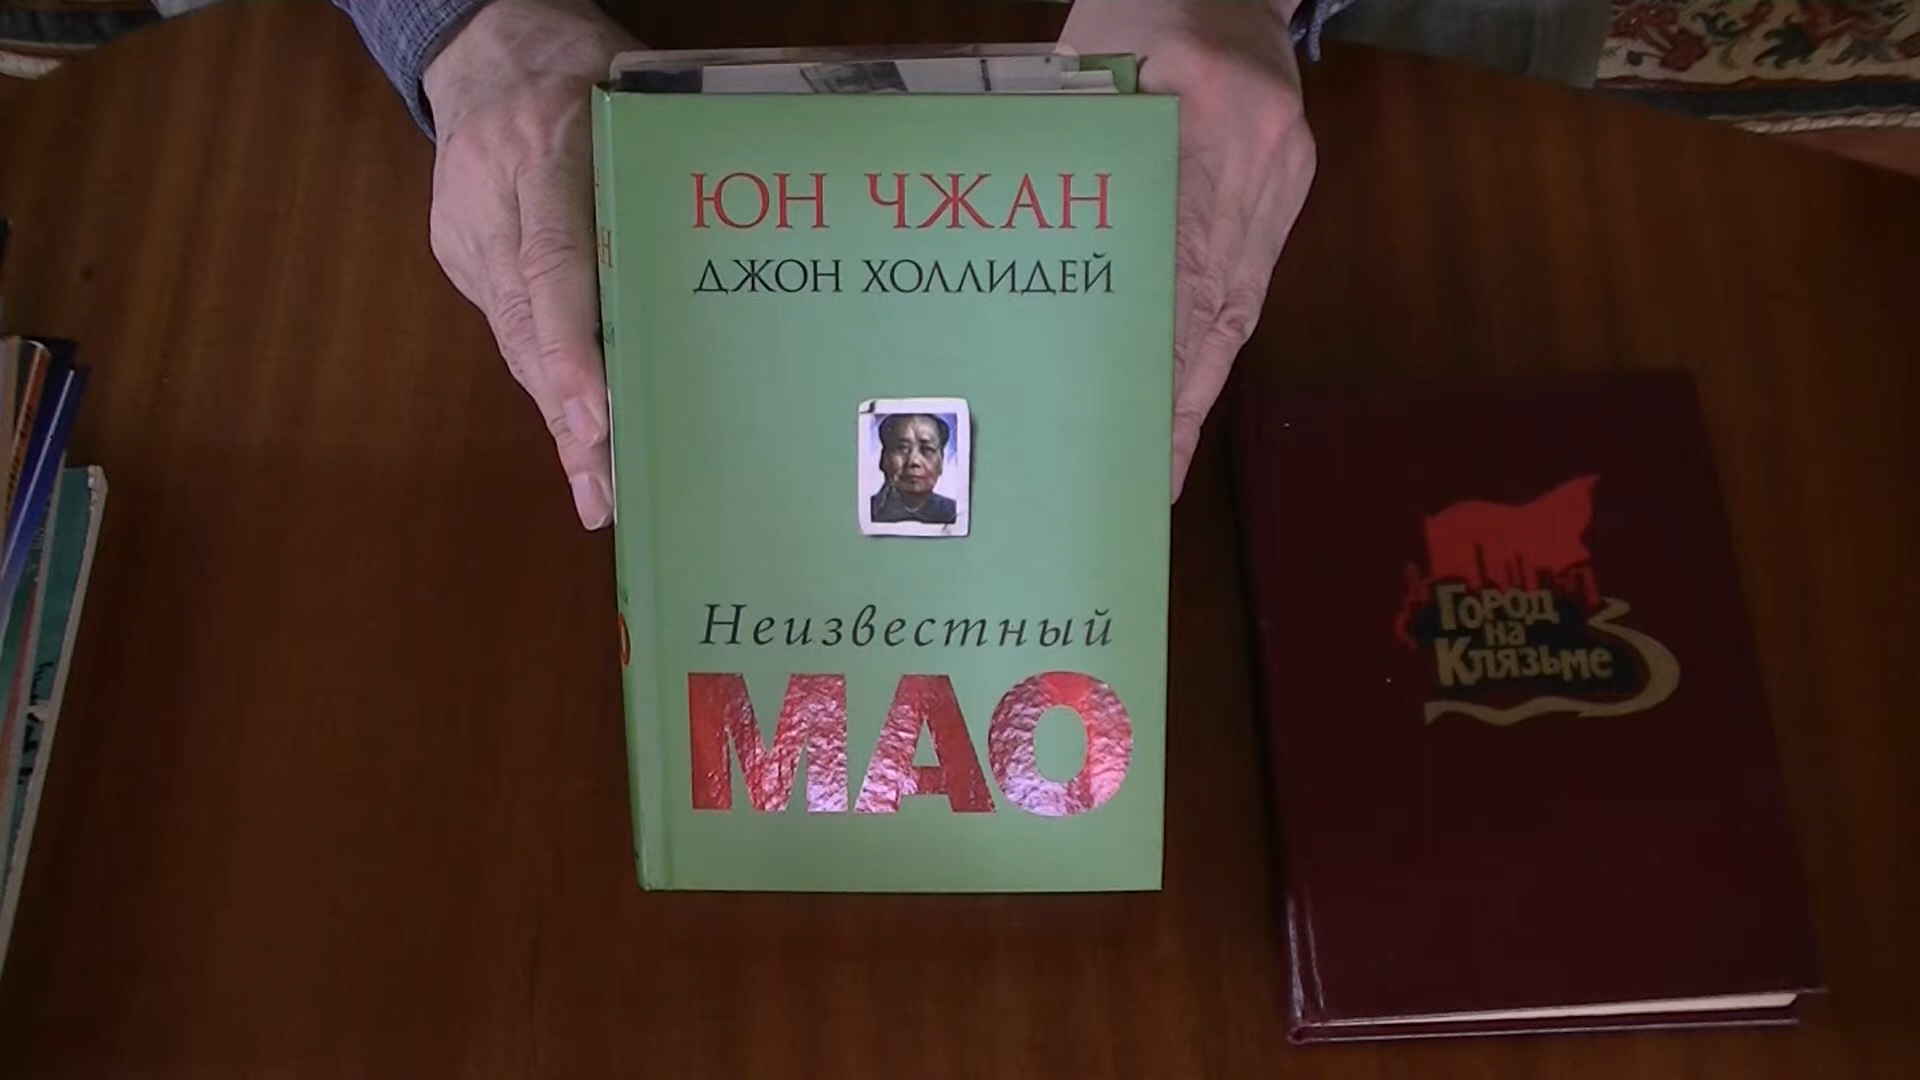 ЮН ЧЖАН
ДЖОН ХОЛЛИДЕЙ
Неизвестный
МАО
Город
на
Клязьме